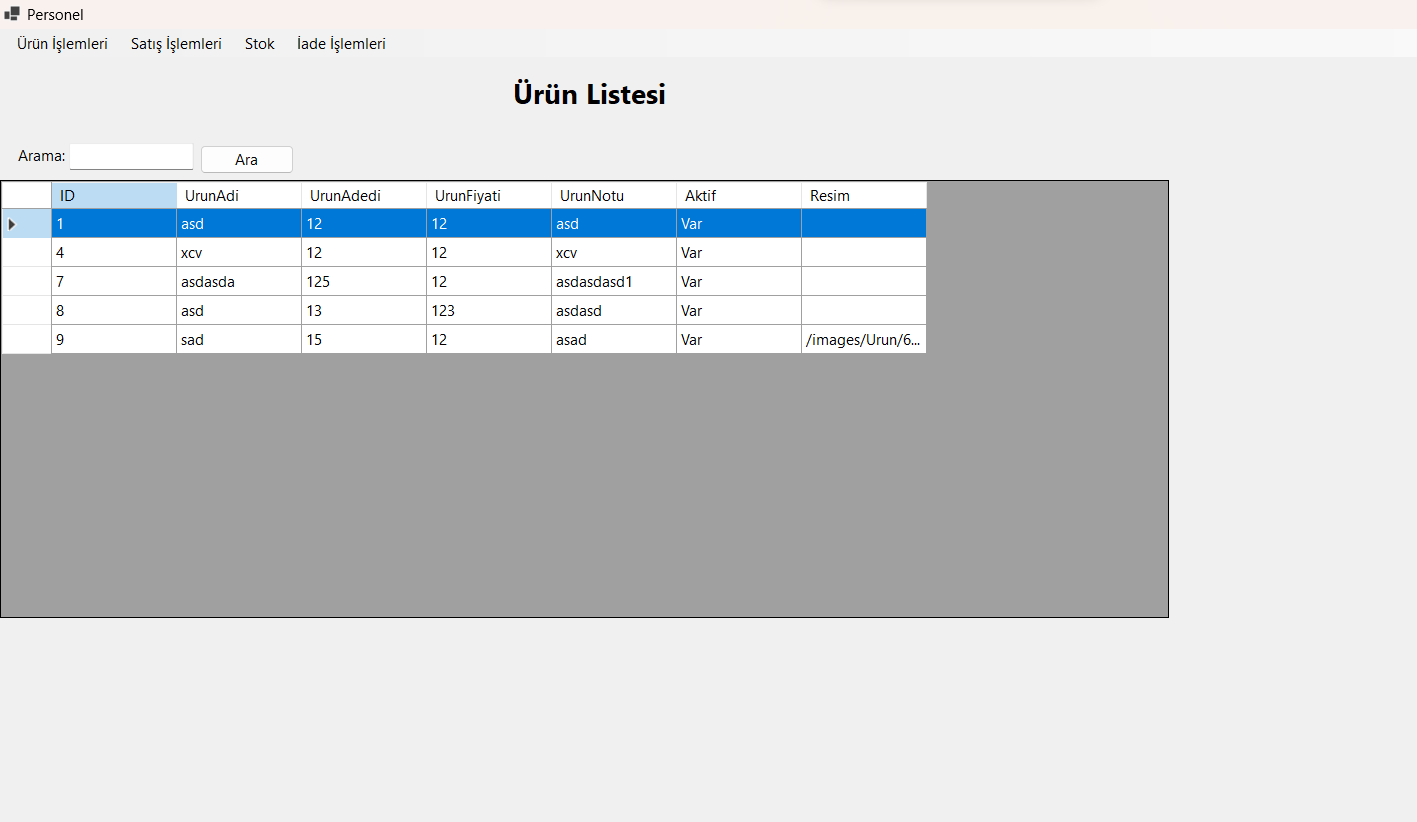 Personel
Ürün İşlemleri Satış İşlemleri Stok İade İşlemleri
Ürün Listesi
Arama: Ara
ID UrunAdi UrunAdedi UrunFiyati UrunNotu Aktif Resim
1 asd 12 12 asd Var
4 xcv 12 12 xcv Var
7 asdasda 125 12 asdasdasd1 Var
8 asd 13 123 asdasd Var
9 sad 15 12 asad Var /images/Urun/6...